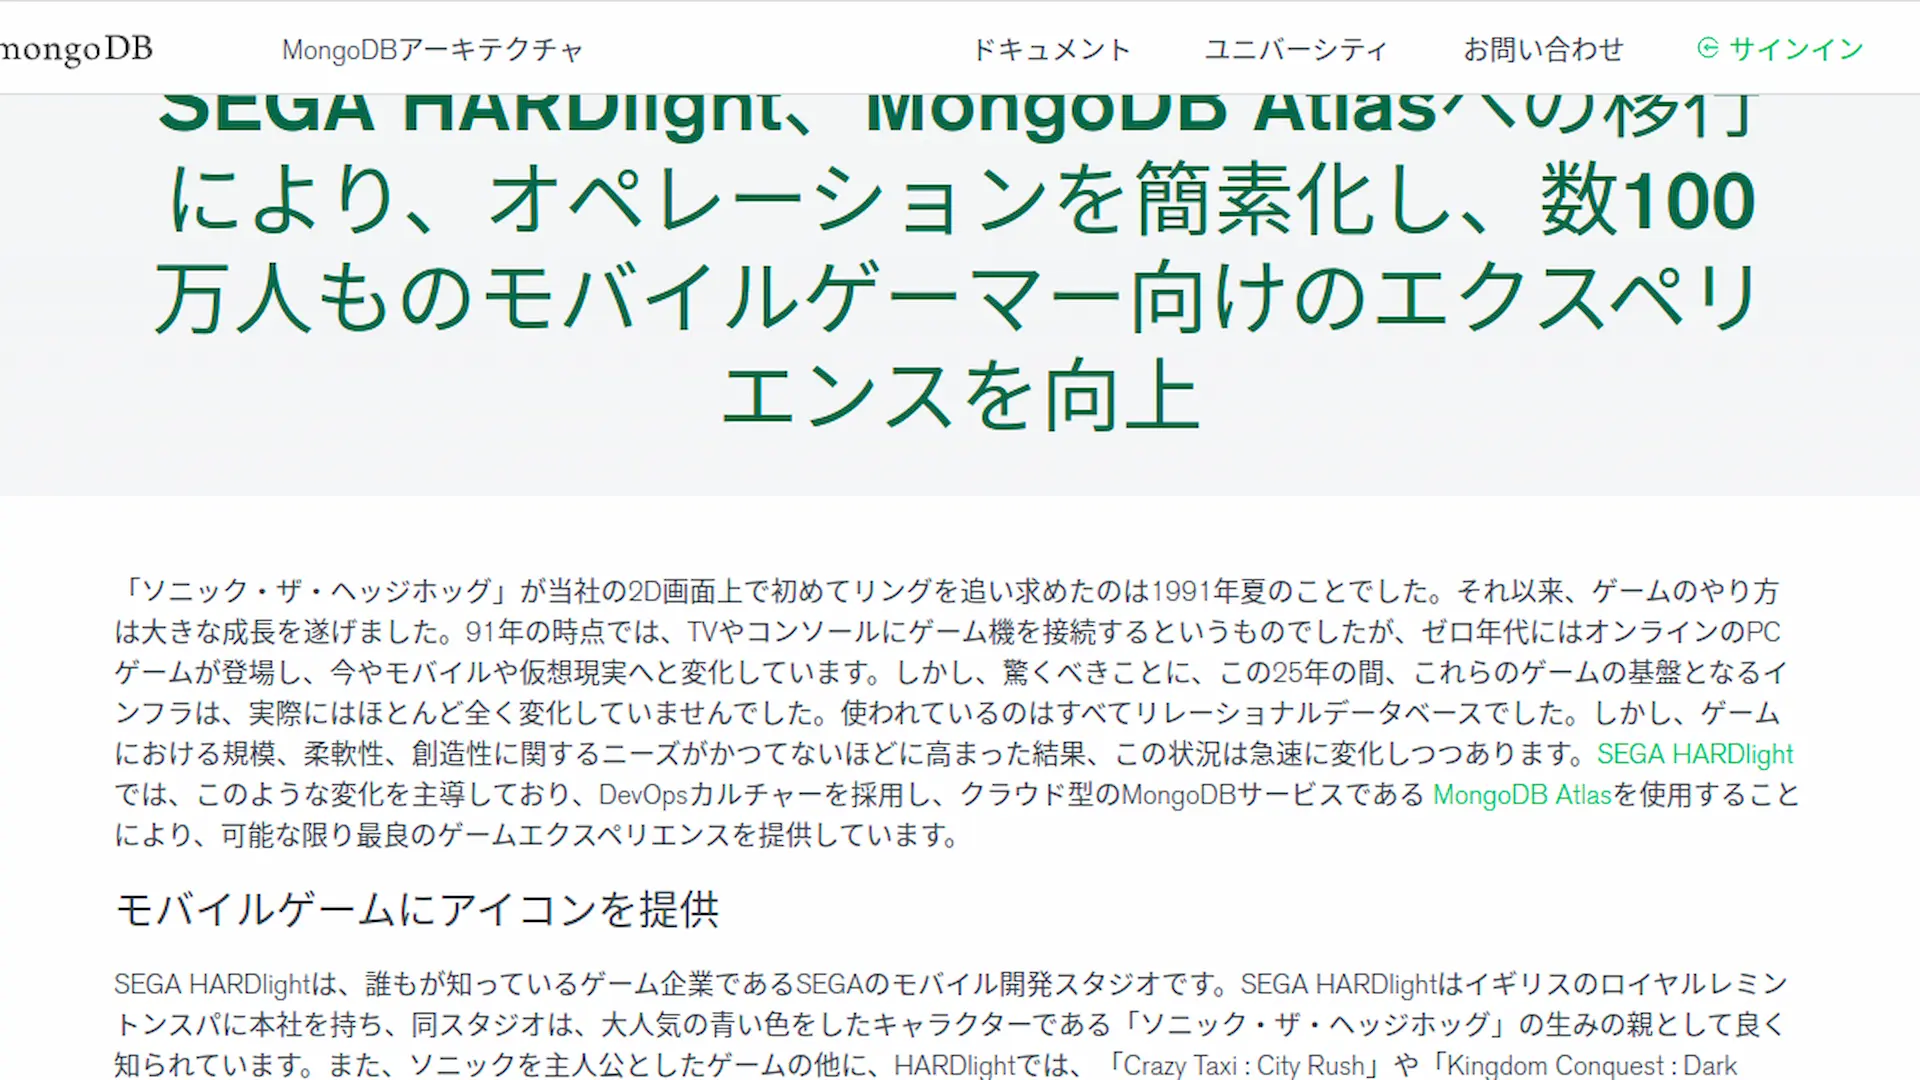 mongoDB
MongoDBアーキテクチャ
ドキュメント
ユニバーシティ
お問い合わせ
サインイン
SEGA HARDlight、MongoDB Atlasへの移行
により、オペレーションを簡素化し、数100
万人ものモバイルゲーマー向けのエクスペリ
エンスを向上
「ソニック・ザ・ヘッジホッグ」が当社の2D画面上で初めてリングを追い求めたのは1991年夏のことでした。それ以来、ゲームのやり方
は大きな成長を遂げました。91年の時点では、TVやコンソールにゲーム機を接続するというものでしたが、ゼロ年代にはオンラインのPC
ゲームが登場し、今やモバイルや仮想現実へと変化しています。しかし、驚くべきことに、この25年の間、これらのゲームの基盤となるイ
ンフラは、実際にはほとんど全く変化していませんでした。使われているのはすべてリレーショナルデータベースでした。しかし、ゲーム
における規模、柔軟性、創造性に関するニーズがかつてないほどに高まった結果、この状況は急速に変化しつつあります。SEGA HARDlight
では、このような変化を主導しており、DevOpsカルチャーを採用し、クラウド型のMongoDBサービスである MongoDB Atlasを使用すること
により、可能な限り最良のゲームエクスペリエンスを提供しています。
モバイルゲームにアイコンを提供
SEGA HARDlightは、誰もが知っているゲーム企業であるSEGAのモバイル開発スタジオです。SEGA HARDlightはイギリスのロイヤルレミン
トンスパに本社を持ち、同スタジオは、大人気の青い色をしたキャラクターである「ソニック・ザ・ヘッジホッグ」の生みの親として良く
知られています。また、ソニックを主人公としたゲームの他に、HARDlightでは、「Crazy Taxi : City Rush」や「Kingdom Conquest : Dark